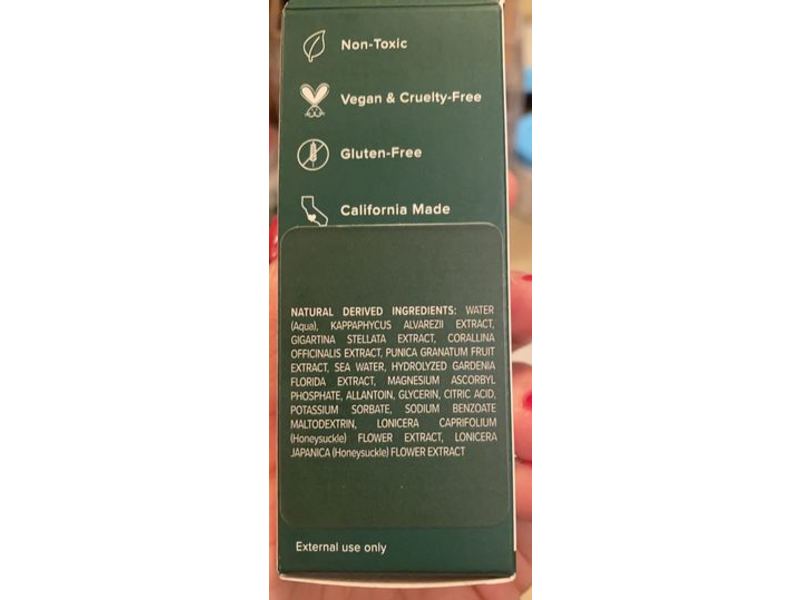 Non-Toxic
Vegan & Cruelty-Free
Gluten-Free
California Made
NATURAL DERIVED INGREDIENTS: WATER
(Aqua), KAPPAPHYCUS ALVAREZII EXTRACT,
GIGARTINA STELLATA EXTRACT, CORALLINA
OFFICINALIS EXTRACT, PUNICA GRANATUM FRUIT
EXTRACT, SEA WATER, HYDROLYZED GARDENIA
FLORIDA EXTRACT, MAGNESIUM ASCORBYL
PHOSPHATE, ALLANTOIN, GLYCERIN, CITRIC ACID,
POTASSIUM SORBATE, SODIUM BENZOATE
MALTODEXTRIN, LONICERA CAPRIFOLIUM
(Honeysuckle) FLOWER EXTRACT, LONICERA
JAPANICA (Honeysuckle) FLOWER EXTRACT
External use only